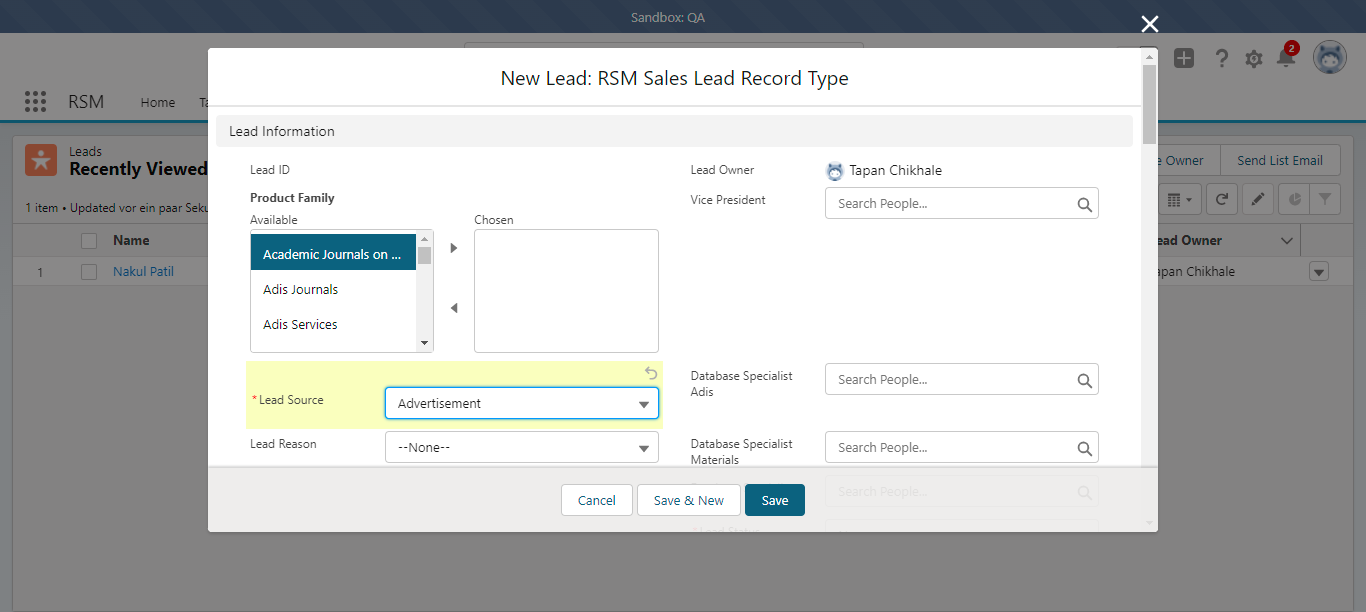 Sandbox: QA
2
RSM
Home
New Lead: RSM Sales Lead Record Type
Lead Information
Leads
Recently Viewed
1 item • Updated vor ein paar Seku
Owner
Send List Email
Name
ead Owner
1
Nakul Patil
apan Chikhale
Lead ID
Lead Owner
Tapan Chikhale
Product Family
Vice President
Search People...
Available
Chosen
Academic Journals on ...
Adis Journals
Adis Services
*Lead Source
Advertisement
Database Specialist
Adis
Search People...
Lead Reason
--None--
Database Specialist
Materials
Search People...
Search People...
Cancel
Save & New
Save